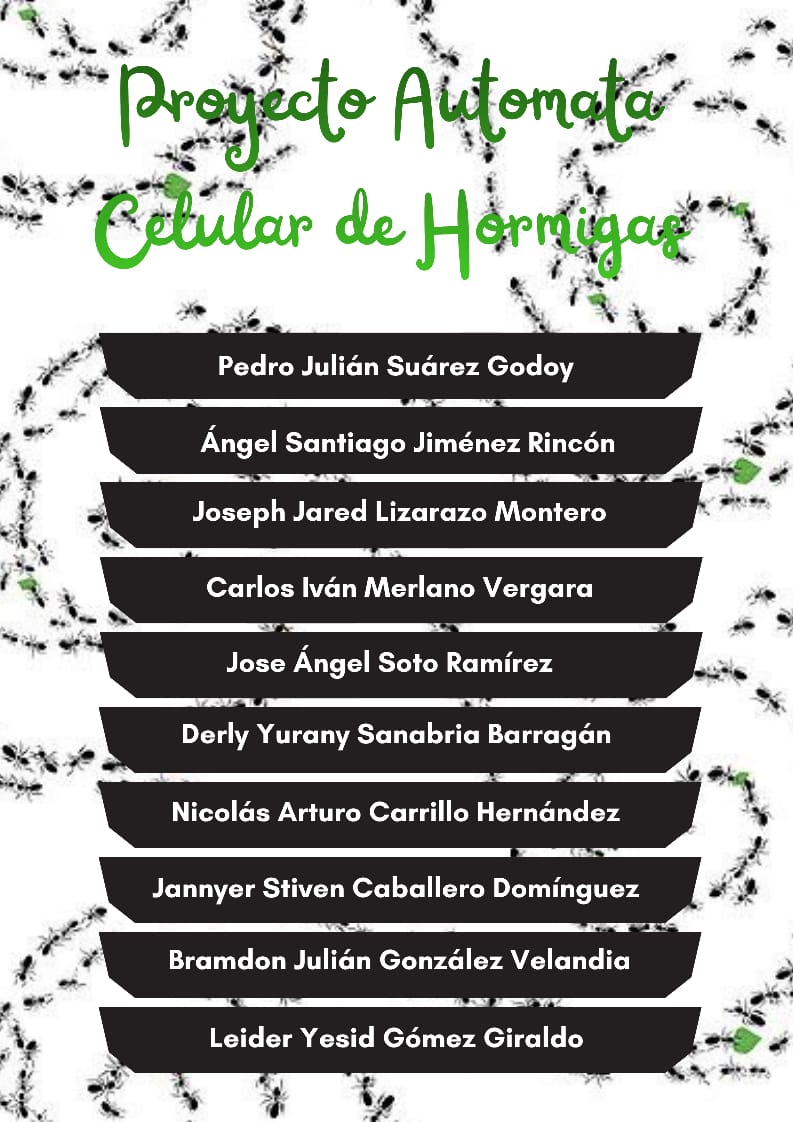 Proyecto Automata
Celular de Hormigas
Pedro Julián Suárez Godoy
Ángel Santiago Jiménez Rincón
Joseph Jared Lizarazo Montero
Carlos Iván Merlano Vergara
Jose Ángel Soto Ramírez
Derly Yurany Sanabria Barragán
Nicolás Arturo Carrillo Hernández
Jannyer Stiven Caballero Domínguez
Bramdon Julián González Velandia
Leider Yesid Gómez Giraldo